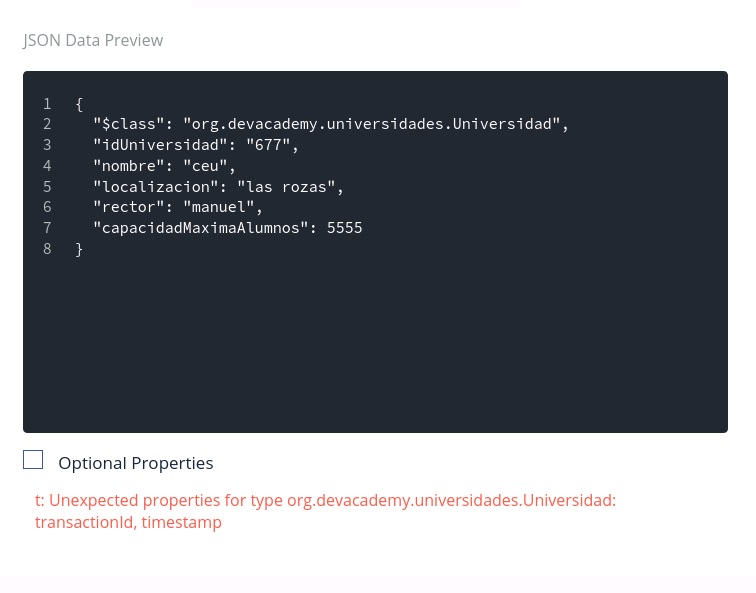 JSON Data Preview
1 {
2 "$class": "org.devacademy.universidades.Universidad",
3 "idUniversidad": "677",
4 "nombre": "ceu",
5 "localizacion": "las rozas",
6 "rector": "manuel",
7 "capacidadMaximaAlumnos": 5555
8 }
Optional Properties
t: Unexpected properties for type org.devacademy.universidades.Universidad:
transactionId, timestamp